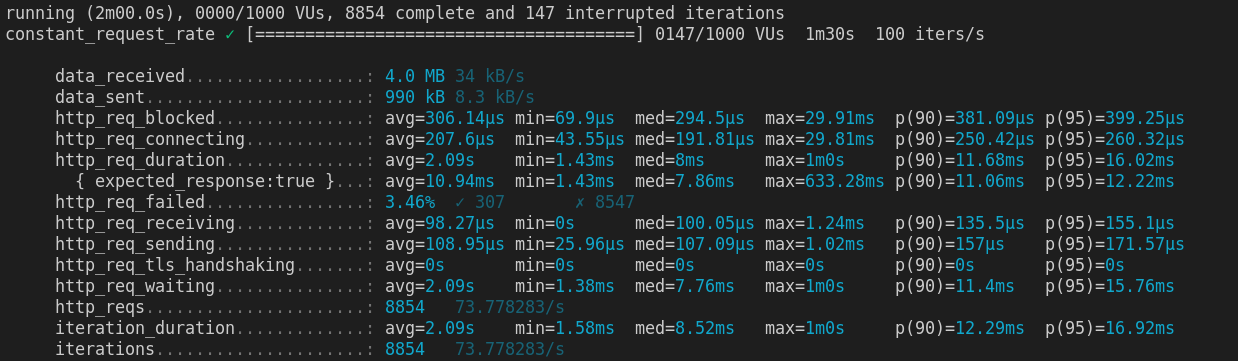 running (2m00.0s), 0000/1000 VUs, 8854 complete and 147 interrupted iterations
constant_request_rate ✓ [======================================] 0147/1000 VUs  1m30s  100 iters/s
data_received..................: 4.0 MB 34 kB/s
data_sent......................: 990 kB 8.3 kB/s
http_req_blocked...............: avg=306.14µs min=69.9µs  med=294.5µs  max=29.91ms  p(90)=381.09µs p(95)=399.25µs
http_req_connecting............: avg=207.6µs  min=43.55µs med=191.81µs max=29.81ms  p(90)=250.42µs p(95)=260.32µs
http_req_duration..............: avg=2.09s    min=1.43ms  med=8ms      max=1m0s     p(90)=11.68ms  p(95)=16.02ms
{ expected_response:true }...: avg=10.94ms  min=1.43ms  med=7.86ms   max=633.28ms p(90)=11.06ms  p(95)=12.22ms
http_req_failed................: 3.46%  ✓ 307       ✗ 8547
http_req_receiving.............: avg=98.27µs  min=0s      med=100.05µs max=1.24ms   p(90)=135.5µs  p(95)=155.1µs
http_req_sending...............: avg=108.95µs min=25.96µs med=107.09µs max=1.02ms   p(90)=157µs    p(95)=171.57µs
http_req_tls_handshaking.......: avg=0s       min=0s      med=0s       max=0s       p(90)=0s       p(95)=0s
http_req_waiting...............: avg=2.09s    min=1.38ms  med=7.76ms   max=1m0s     p(90)=11.4ms   p(95)=15.76ms
http_reqs......................: 8854   73.778283/s
iteration_duration.............: avg=2.09s    min=1.58ms  med=8.52ms   max=1m0s     p(90)=12.29ms  p(95)=16.92ms
iterations.....................: 8854   73.778283/s